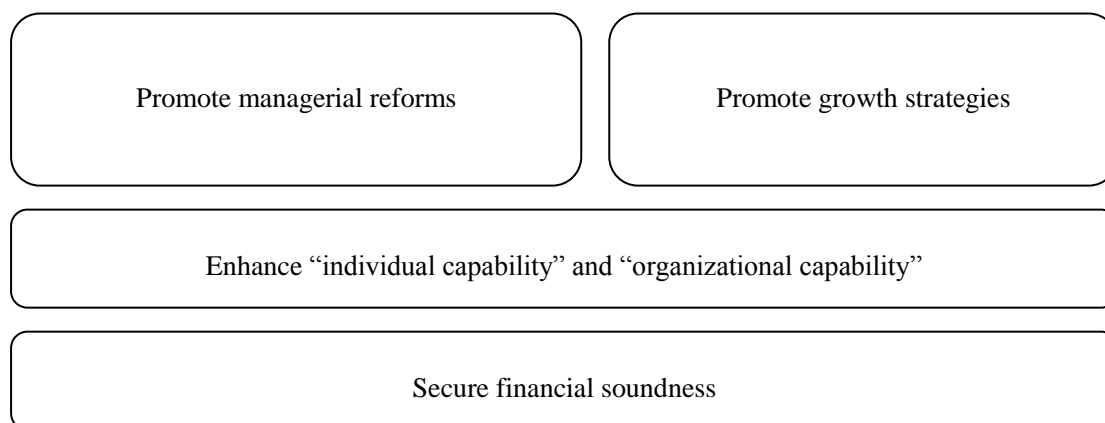 Promote managerial reforms
Promote growth strategies
Enhance “individual capability” and “organizational capability”
Secure financial soundness